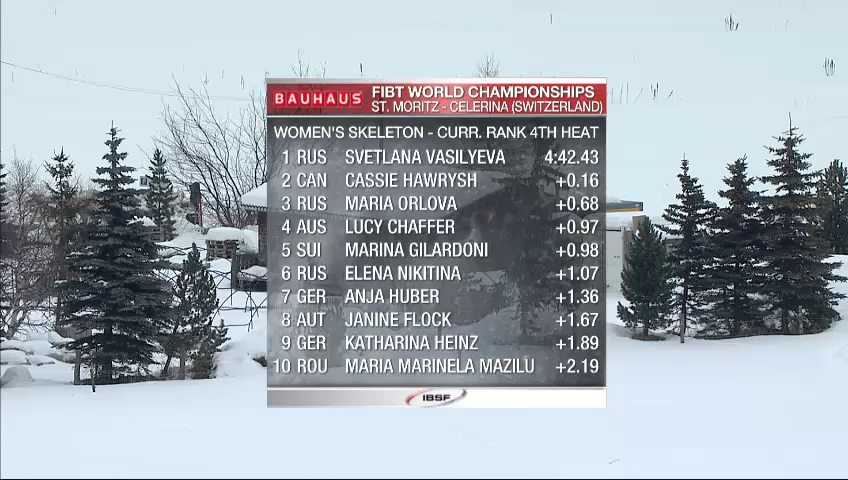 BAUHAUS FIBT WORLD CHAMPIONSHIPS
ST. MORITZ - CELERINA (SWITZERLAND)
WOMEN'S SKELETON - CURR. RANK 4TH HEAT
1 RUS SVETLANA VASILYEVA 4:42.43
2 CAN CASSIE HAWRYSH +0.16
3 RUS MARIA ORLOVA +0.68
4 AUS LUCY CHAFFER +0.97
5 SUI MARINA GILARDONI +0.98
6 RUS ELENA NIKITINA +1.07
7 GER ANJA HUBER +1.36
8 AUT JANINE FLOCK +1.67
9 GER KATHARINA HEINZ +1.89
10 ROU MARIA MARINELA MAZILU +2.19
IBSF